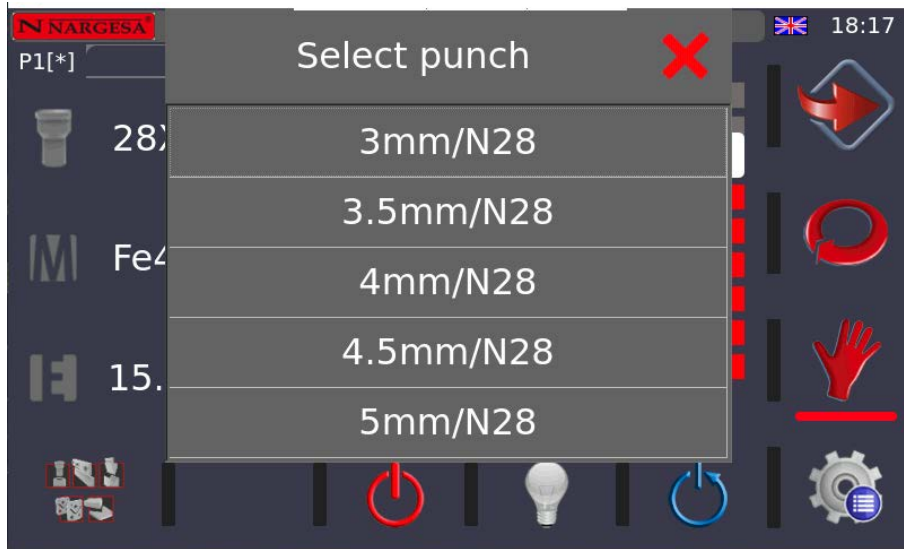 N NARGESA®
18:17
P1[*]
Select punch
3mm/N28
28
3.5mm/N28
4mm/N28
Fe4
4.5mm/N28
15.
5mm/N28
M
E